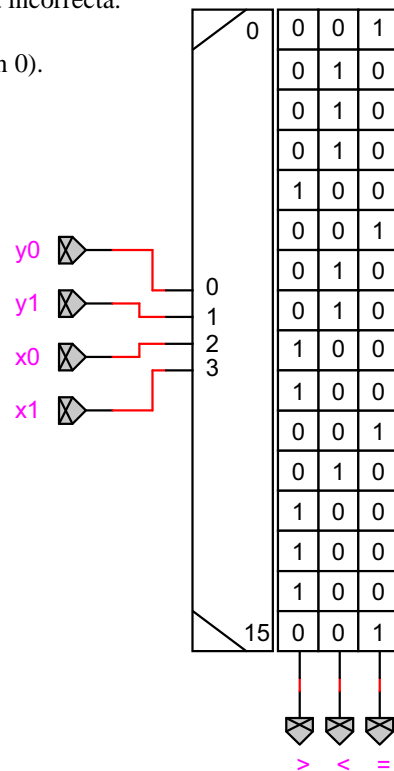 incorrecta.
0).
0 0 0 1
0 1 0
0 1 0
0 1 0
1 0 0
0 0 1
y0 0 0 1 0
y1 1 0 1 0
x0 2 1 0 0
x1 3 1 0 0
0 0 1
0 1 0
1 0 0
1 0 0
1 0 0
15 0 0 1
> < =